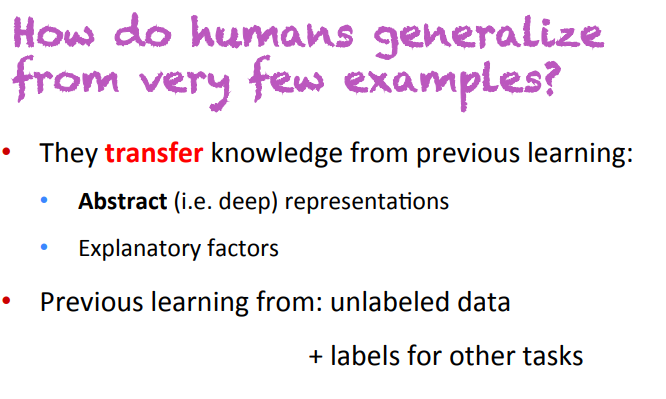 How do humans generalize
from very few examples?
• They transfer knowledge from previous learning:
• Abstract (i.e. deep) representations
• Explanatory factors
• Previous learning from: unlabeled data
+ labels for other tasks